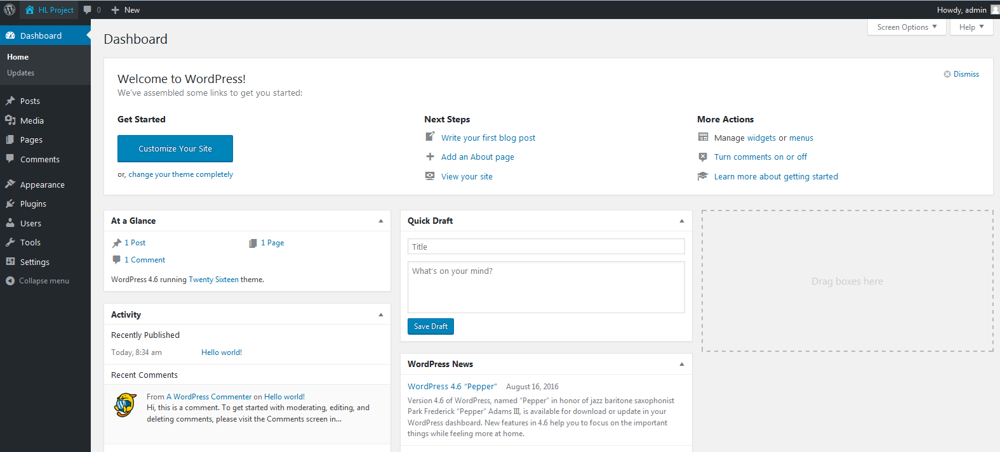 HL Project 0 New Howdy, admin
Dashboard
Home
Updates
Posts
Media
Pages
Comments
Appearance
Plugins
Users
Tools
Settings
Collapse menu
Screen Options Help
Dashboard
Welcome to WordPress!
We've assembled some links to get you started:
Dismiss
Get Started
Customize Your Site
or, change your theme completely
Next Steps
Write your first blog post
Add an About page
View your site
More Actions
Manage widgets or menus
Turn comments on or off
Learn more about getting started
At a Glance
1 Post 1 Page
1 Comment
WordPress 4.6 running Twenty Sixteen theme.
Activity
Recently Published
Today, 8:34 am Hello world!
Recent Comments
From A WordPress Commenter on Hello world!
Hi, this is a comment. To get started with moderating, editing, and
deleting comments, please visit the Comments screen in...
Quick Draft
Title
What's on your mind?
Save Draft
WordPress News
WordPress 4.6 “Pepper” August 16, 2016
Version 4.6 of WordPress, named “Pepper” in honor of jazz baritone saxophonist
Park Frederick “Pepper” Adams III, is available for download or update in your
WordPress dashboard. New features in 4.6 help you to focus on the important
things while feeling more at home.
Drag boxes here